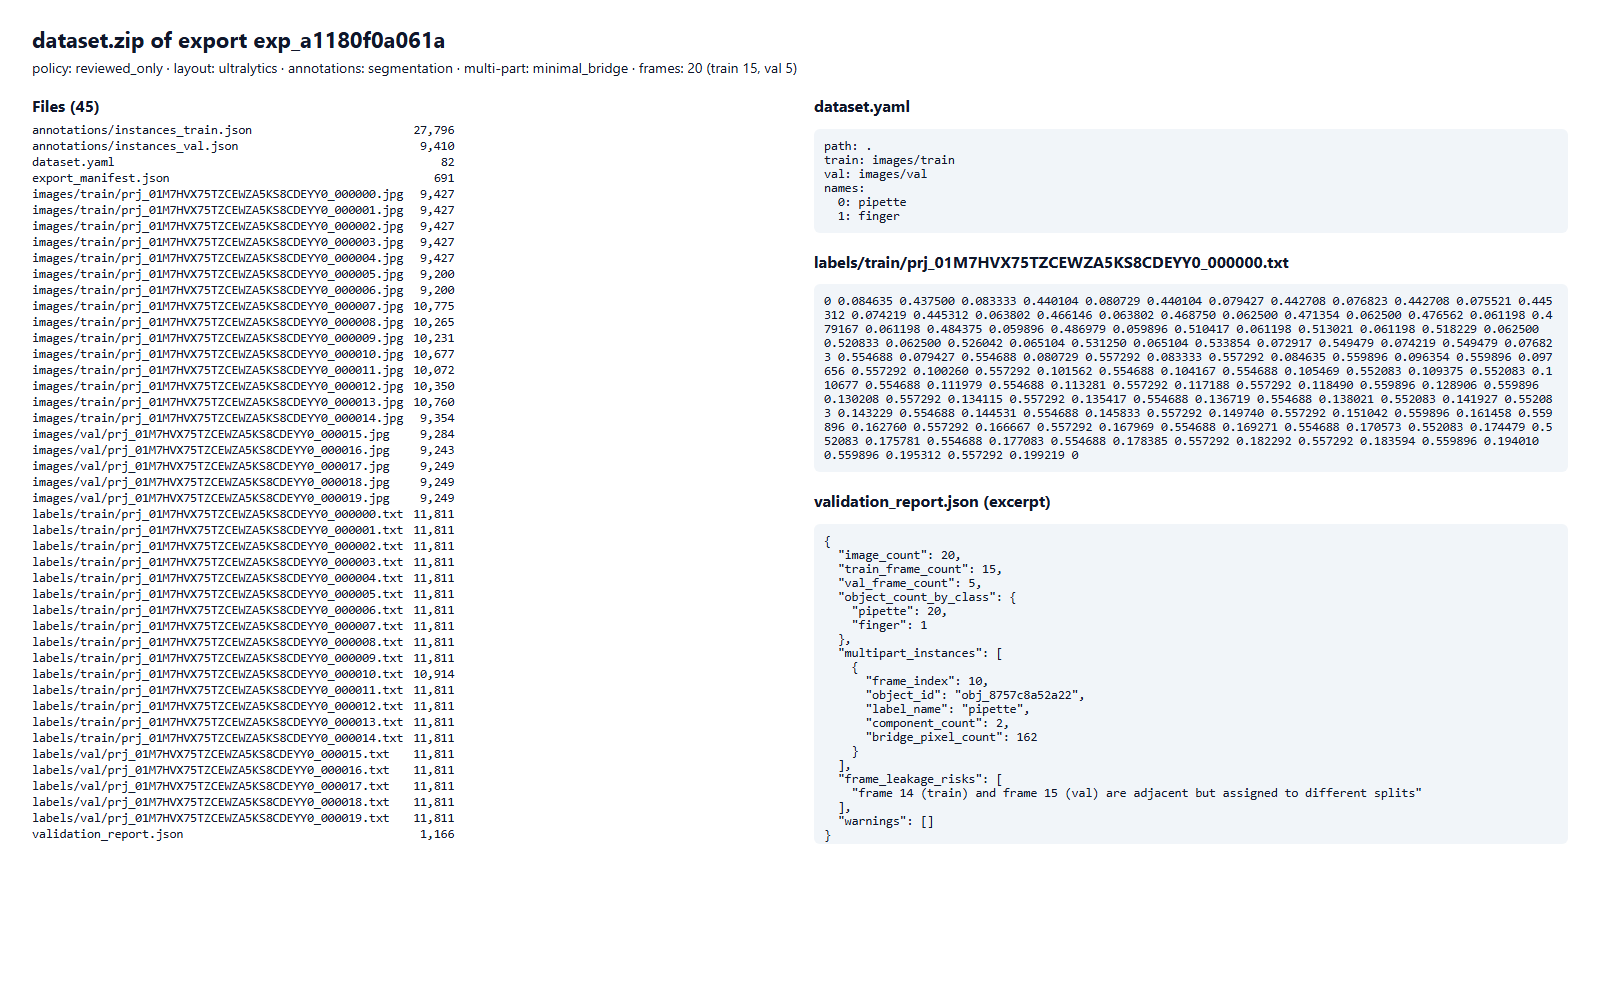 dataset.zip of export exp_a1180f0a061a
policy: reviewed_only · layout: ultralytics · annotations: segmentation · multi-part: minimal_bridge · frames: 20 (train 15, val 5)
Files (45)
annotations/instances_train.json 27,796
annotations/instances_val.json 9,410
dataset.yaml 82
export_manifest.json 691
images/train/prj_01M7HVX75TZCEWZA5KS8CDEYY0_000000.jpg 9,427
images/train/prj_01M7HVX75TZCEWZA5KS8CDEYY0_000001.jpg 9,427
images/train/prj_01M7HVX75TZCEWZA5KS8CDEYY0_000002.jpg 9,427
images/train/prj_01M7HVX75TZCEWZA5KS8CDEYY0_000003.jpg 9,427
images/train/prj_01M7HVX75TZCEWZA5KS8CDEYY0_000004.jpg 9,427
images/train/prj_01M7HVX75TZCEWZA5KS8CDEYY0_000005.jpg 9,200
images/train/prj_01M7HVX75TZCEWZA5KS8CDEYY0_000006.jpg 9,200
images/train/prj_01M7HVX75TZCEWZA5KS8CDEYY0_000007.jpg 10,775
images/train/prj_01M7HVX75TZCEWZA5KS8CDEYY0_000008.jpg 10,265
images/train/prj_01M7HVX75TZCEWZA5KS8CDEYY0_000009.jpg 10,231
images/train/prj_01M7HVX75TZCEWZA5KS8CDEYY0_000010.jpg 10,677
images/train/prj_01M7HVX75TZCEWZA5KS8CDEYY0_000011.jpg 10,072
images/train/prj_01M7HVX75TZCEWZA5KS8CDEYY0_000012.jpg 10,350
images/train/prj_01M7HVX75TZCEWZA5KS8CDEYY0_000013.jpg 10,760
images/train/prj_01M7HVX75TZCEWZA5KS8CDEYY0_000014.jpg 9,354
images/val/prj_01M7HVX75TZCEWZA5KS8CDEYY0_000015.jpg 9,284
images/val/prj_01M7HVX75TZCEWZA5KS8CDEYY0_000016.jpg 9,243
images/val/prj_01M7HVX75TZCEWZA5KS8CDEYY0_000017.jpg 9,249
images/val/prj_01M7HVX75TZCEWZA5KS8CDEYY0_000018.jpg 9,249
images/val/prj_01M7HVX75TZCEWZA5KS8CDEYY0_000019.jpg 9,249
labels/train/prj_01M7HVX75TZCEWZA5KS8CDEYY0_000000.txt 11,811
labels/train/prj_01M7HVX75TZCEWZA5KS8CDEYY0_000001.txt 11,811
labels/train/prj_01M7HVX75TZCEWZA5KS8CDEYY0_000002.txt 11,811
labels/train/prj_01M7HVX75TZCEWZA5KS8CDEYY0_000003.txt 11,811
labels/train/prj_01M7HVX75TZCEWZA5KS8CDEYY0_000004.txt 11,811
labels/train/prj_01M7HVX75TZCEWZA5KS8CDEYY0_000005.txt 11,811
labels/train/prj_01M7HVX75TZCEWZA5KS8CDEYY0_000006.txt 11,811
labels/train/prj_01M7HVX75TZCEWZA5KS8CDEYY0_000007.txt 11,811
labels/train/prj_01M7HVX75TZCEWZA5KS8CDEYY0_000008.txt 11,811
labels/train/prj_01M7HVX75TZCEWZA5KS8CDEYY0_000009.txt 11,811
labels/train/prj_01M7HVX75TZCEWZA5KS8CDEYY0_000010.txt 10,914
labels/train/prj_01M7HVX75TZCEWZA5KS8CDEYY0_000011.txt 11,811
labels/train/prj_01M7HVX75TZCEWZA5KS8CDEYY0_000012.txt 11,811
labels/train/prj_01M7HVX75TZCEWZA5KS8CDEYY0_000013.txt 11,811
labels/train/prj_01M7HVX75TZCEWZA5KS8CDEYY0_000014.txt 11,811
labels/val/prj_01M7HVX75TZCEWZA5KS8CDEYY0_000015.txt 11,811
labels/val/prj_01M7HVX75TZCEWZA5KS8CDEYY0_000016.txt 11,811
labels/val/prj_01M7HVX75TZCEWZA5KS8CDEYY0_000017.txt 11,811
labels/val/prj_01M7HVX75TZCEWZA5KS8CDEYY0_000018.txt 11,811
labels/val/prj_01M7HVX75TZCEWZA5KS8CDEYY0_000019.txt 11,811
validation_report.json 1,166
dataset.yaml
path: .
train: images/train
val: images/val
names:
0: pipette
1: finger
labels/train/prj_01M7HVX75TZCEWZA5KS8CDEYY0_000000.txt
0 0.084635 0.437500 0.083333 0.440104 0.080729 0.440104 0.079427 0.442708 0.076823 0.442708 0.075521 0.445
312 0.074219 0.445312 0.063802 0.466146 0.063802 0.468750 0.062500 0.471354 0.062500 0.476562 0.061198 0.4
79167 0.061198 0.484375 0.059896 0.486979 0.059896 0.510417 0.061198 0.513021 0.061198 0.518229 0.062500
0.520833 0.062500 0.526042 0.065104 0.531250 0.065104 0.533854 0.072917 0.549479 0.074219 0.549479 0.07682
3 0.554688 0.079427 0.554688 0.080729 0.557292 0.083333 0.557292 0.084635 0.559896 0.096354 0.559896 0.097
656 0.557292 0.100260 0.557292 0.101562 0.554688 0.104167 0.554688 0.105469 0.552083 0.109375 0.552083 0.1
10677 0.554688 0.111979 0.554688 0.113281 0.557292 0.117188 0.557292 0.118490 0.559896 0.128906 0.559896
0.130208 0.557292 0.134115 0.557292 0.135417 0.554688 0.136719 0.554688 0.138021 0.552083 0.141927 0.55208
3 0.143229 0.554688 0.144531 0.554688 0.145833 0.557292 0.149740 0.557292 0.151042 0.559896 0.161458 0.559
896 0.162760 0.557292 0.166667 0.557292 0.167969 0.554688 0.169271 0.554688 0.170573 0.552083 0.174479 0.5
52083 0.175781 0.554688 0.177083 0.554688 0.178385 0.557292 0.182292 0.557292 0.183594 0.559896 0.194010
0.559896 0.195312 0.557292 0.199219 0
validation_report.json (excerpt)
{
"image_count": 20,
"train_frame_count": 15,
"val_frame_count": 5,
"object_count_by_class": {
"pipette": 20,
"finger": 1
},
"multipart_instances": [
{
"frame_index": 10,
"object_id": "obj_8757c8a52a22",
"label_name": "pipette",
"component_count": 2,
"bridge_pixel_count": 162
}
],
"frame_leakage_risks": [
"frame 14 (train) and frame 15 (val) are adjacent but assigned to different splits"
],
"warnings": []
}